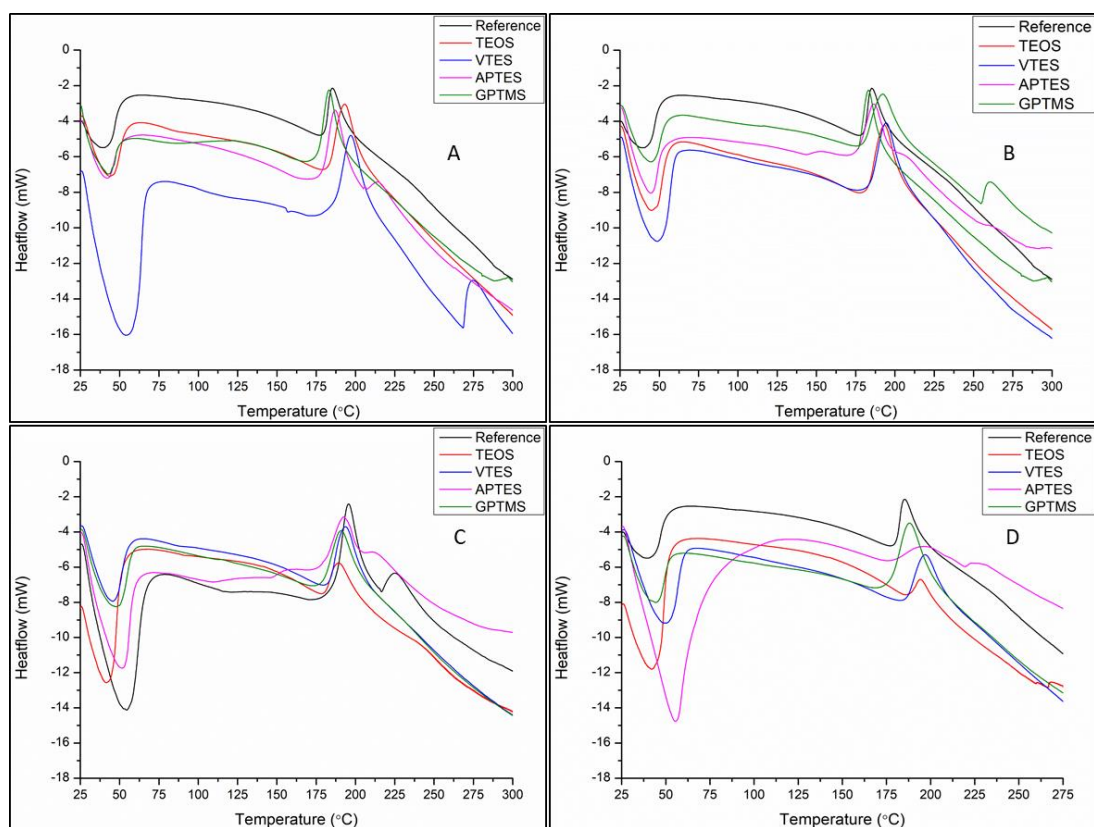 Reference
TEOS
VTES
APTES
GPTMS
A
0
-2
-4
-6
-8
-10
-12
-14
-16
-18
Heatflow (mW)
25 50 75 100 125 150 175 200 225 250 275 300
Temperature (°C)
Reference
TEOS
VTES
APTES
GPTMS
B
0
-2
-4
-6
-8
-10
-12
-14
-16
-18
Heatflow (mW)
25 50 75 100 125 150 175 200 225 250 275 300
Temperature (°C)
Reference
TEOS
VTES
APTES
GPTMS
C
0
-2
-4
-6
-8
-10
-12
-14
-16
-18
Heatflow (mW)
25 50 75 100 125 150 175 200 225 250 275 300
Temperature (°C)
Reference
TEOS
VTES
APTES
GPTMS
D
0
-2
-4
-6
-8
-10
-12
-14
-16
-18
Heatflow (mW)
25 50 75 100 125 150 175 200 225 250 275
Temperature (°C)